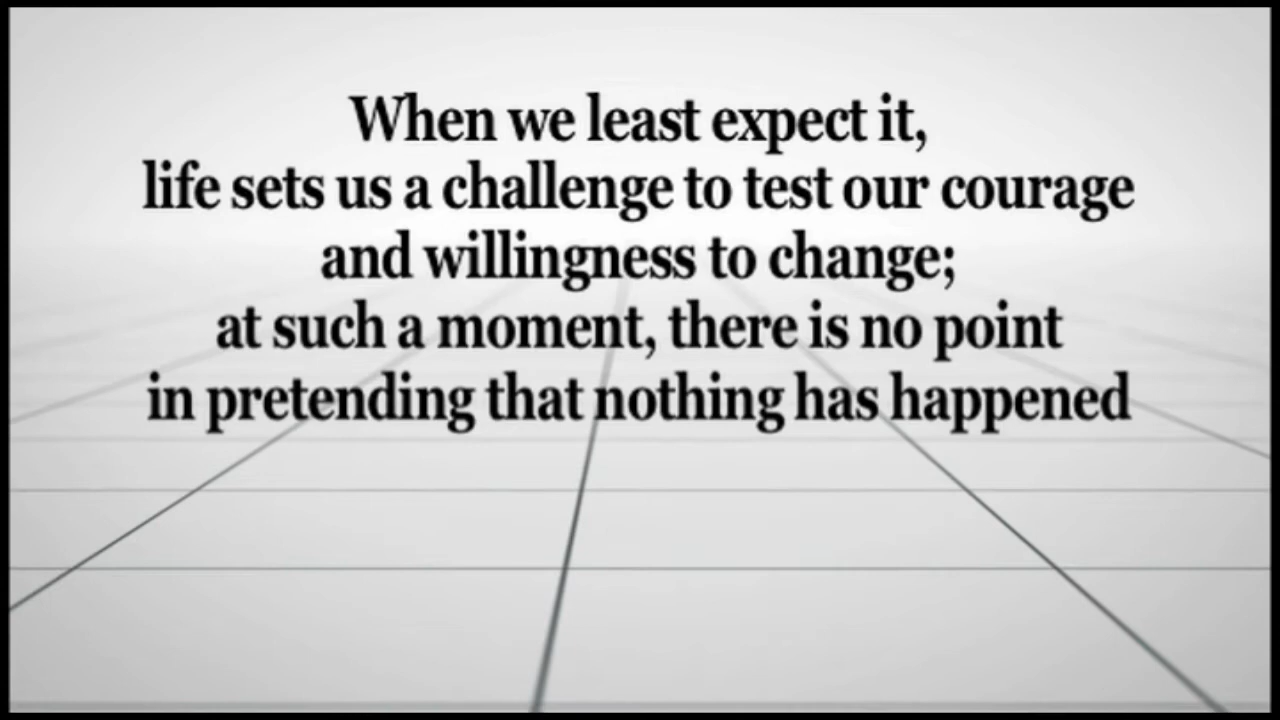 When we least expect it,
life sets us a challenge to test our courage
and willingness to change;
at such a moment, there is no point
in pretending that nothing has happened